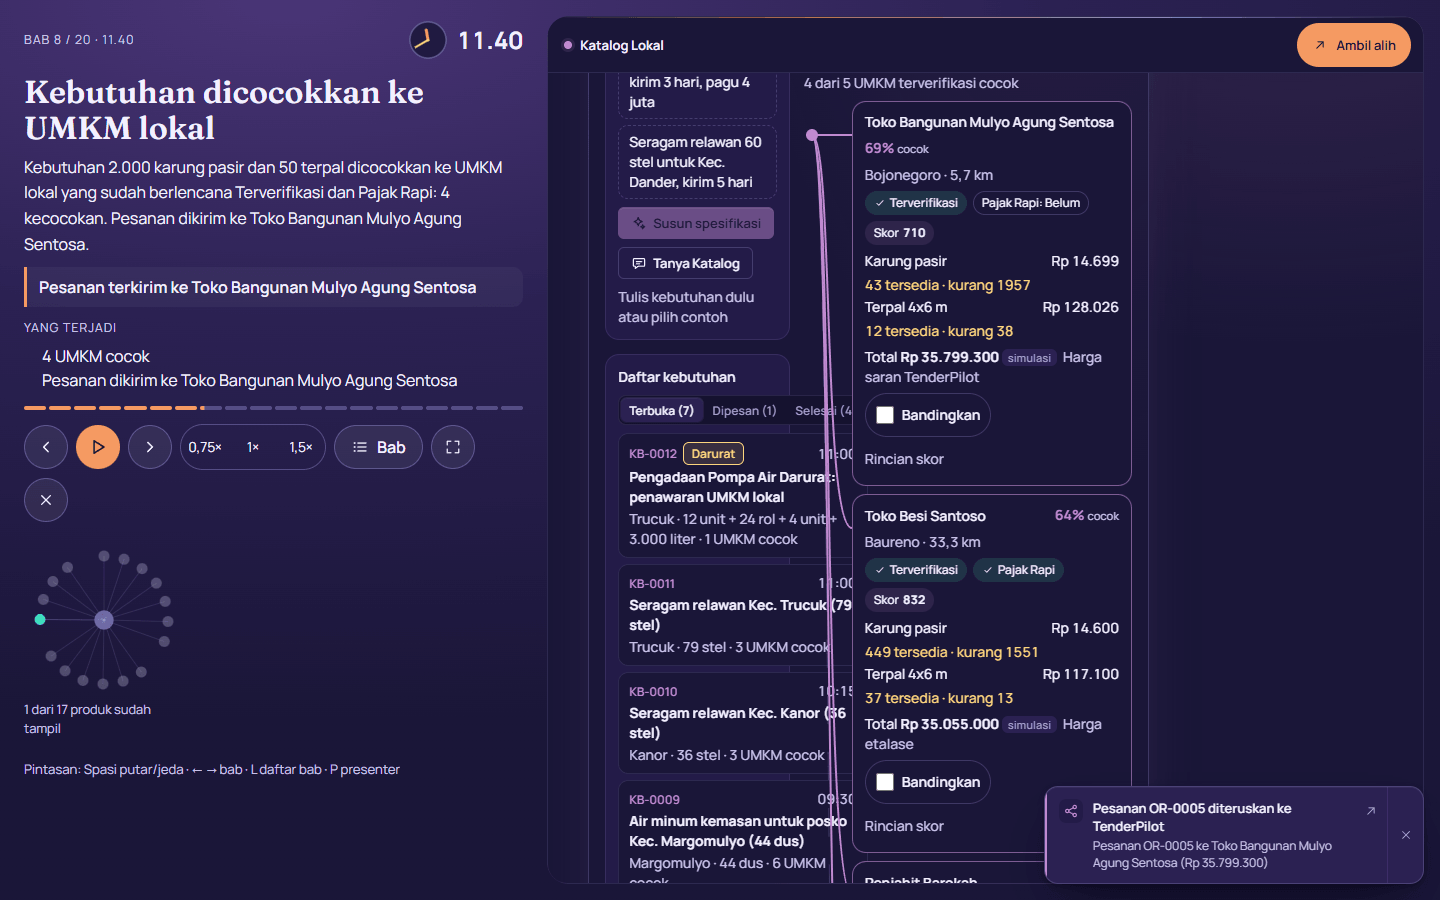 BAB 8 / 20 · 11.40
11.40
Kebutuhan dicocokkan ke
UMKM lokal
Kebutuhan 2.000 karung pasir dan 50 terpal dicocokkan ke UMKM
lokal yang sudah berlencana Terverifikasi dan Pajak Rapi: 4
kecocokan. Pesanan dikirim ke Toko Bangunan Mulyo Agung
Sentosa.
Pesanan terkirim ke Toko Bangunan Mulyo Agung Sentosa
YANG TERJADI
4 UMKM cocok
Pesanan dikirim ke Toko Bangunan Mulyo Agung Sentosa
0,75×
1×
1,5×
Bab
1 dari 17 produk sudah
tampil
Pintasan: Spasi putar/jeda · ← → bab · L daftar bab · P presenter
Katalog Lokal
Ambil alih
kirim 3 hari, pagu 4
juta
Seragam relawan 60
stel untuk Kec.
Dander, kirim 5 hari
Susun spesifikasi
Tanya Katalog
Tulis kebutuhan dulu
atau pilih contoh
Daftar kebutuhan
Terbuka (7)
Dipesan (1)
Selesai (4
KB-0012
Darurat
11:00
Pengadaan Pompa Air Darurat:
penawaran UMKM lokal
Trucuk · 12 unit + 24 rol + 4 unit +
3.000 liter · 1 UMKM cocok
KB-0011
11:00
Seragam relawan Kec. Trucuk (79
stel)
Trucuk · 79 stel · 3 UMKM cocok
KB-0010
10:15
Seragam relawan Kec. Kanor (36
stel)
Kanor · 36 stel · 3 UMKM cocok
KB-0009
09:30
Air minum kemasan untuk posko
Kec. Margomulyo (44 dus)
Margomulyo · 44 dus · 6 UMKM
cocok
4 dari 5 UMKM terverifikasi cocok
Toko Bangunan Mulyo Agung Sentosa
69% cocok
Bojonegoro · 5,7 km
Terverifikasi
Pajak Rapi: Belum
Skor 710
Karung pasir
Rp 14.699
43 tersedia · kurang 1957
Terpal 4x6 m
Rp 128.026
12 tersedia · kurang 38
Total Rp 35.799.300 simulasi Harga
saran TenderPilot
Bandingkan
Rincian skor
Toko Besi Santoso
64% cocok
Baureno · 33,3 km
Terverifikasi
Pajak Rapi
Skor 832
Karung pasir
Rp 14.600
449 tersedia · kurang 1551
Terpal 4x6 m
Rp 117.100
37 tersedia · kurang 13
Total Rp 35.055.000 simulasi Harga
etalase
Bandingkan
Rincian skor
Pesanan OR-0005 diteruskan ke
TenderPilot
Pesanan OR-0005 ke Toko Bangunan Mulyo
Agung Sentosa (Rp 35.799.300)